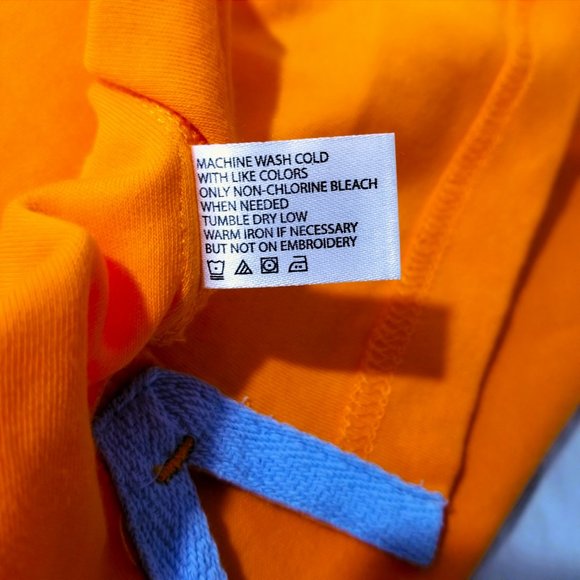 MACHINE WASH COLD
WITH LIKE COLORS
ONLY NON-CHLORINE BLEACH
WHEN NEEDED
TUMBLE DRY LOW
WARM IRON IF NECESSARY
BUT NOT ON EMBROIDERY